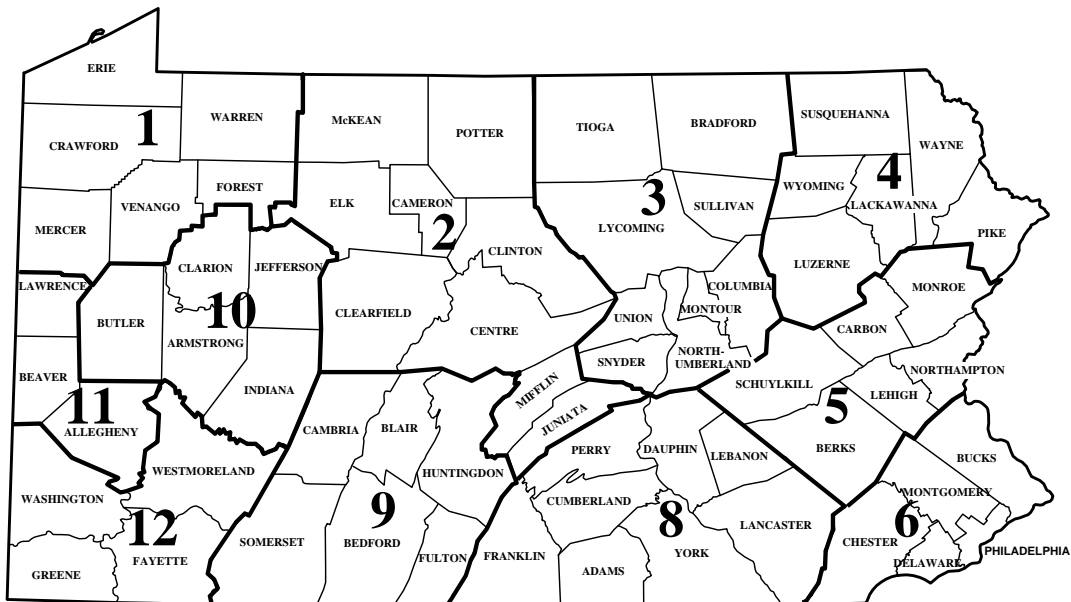 ERIE
1
CRAWFORD
WARREN
McKEAN
POTTER
TIOGA
BRADFORD
SUSQUEHANNA
WAYNE
FOREST
VENANGO
MERCER
ELK
CAMERON
2
CLINTON
3
LYCOMING
SULLIVAN
WYOMING
4
LACKAWANNA
PIKE
LUZERNE
LAWRENCE
CLARION
JEFFERSON
10
BUTLER
ARMSTRONG
INDIANA
CLEARFIELD
CENTRE
UNION
MONTOUR
COLUMBIA
SNYDER
NORTH-
UMBERLAND
MONROE
CARBON
SCHUYLKILL
NORTHAMPTON
LEHIGH
5
BERKS
BEAVER
11
ALLEGHENY
WESTMORELAND
WASHINGTON
12
FAYETTE
GREENE
CAMBRIA
BLAIR
HUNTINGDON
MIFFLIN
JUNIATA
9
SOMERSET
BEDFORD
FULTON
FRANKLIN
PERRY
DAUPHIN
LEBANON
CUMBERLAND
8
YORK
LANCASTER
ADAMS
BUCKS
MONTGOMERY
6
CHESTER
DELAWARE
PHILADELPHIA